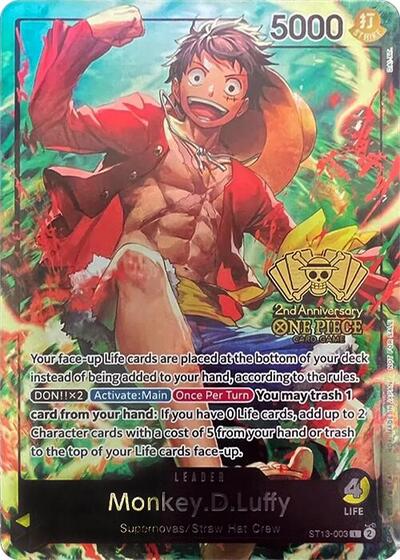 5000
打
STRIKE
2nd Anniversary
ONE PIECE
CARD GAME
Your face-up Life cards are placed at the bottom of your deck
instead of being added to your hand, according to the rules.
DON!!×2 Activate:Main Once Per Turn You may trash 1
card from your hand: If you have 0 Life cards, add up to 2
Character cards with a cost of 5 from your hand or trash
to the top of your Life cards face-up.
LEADER
Monkey.D.Luffy
Supernovas/Straw Hat Crew
4
LIFE
ST13-003 L 2